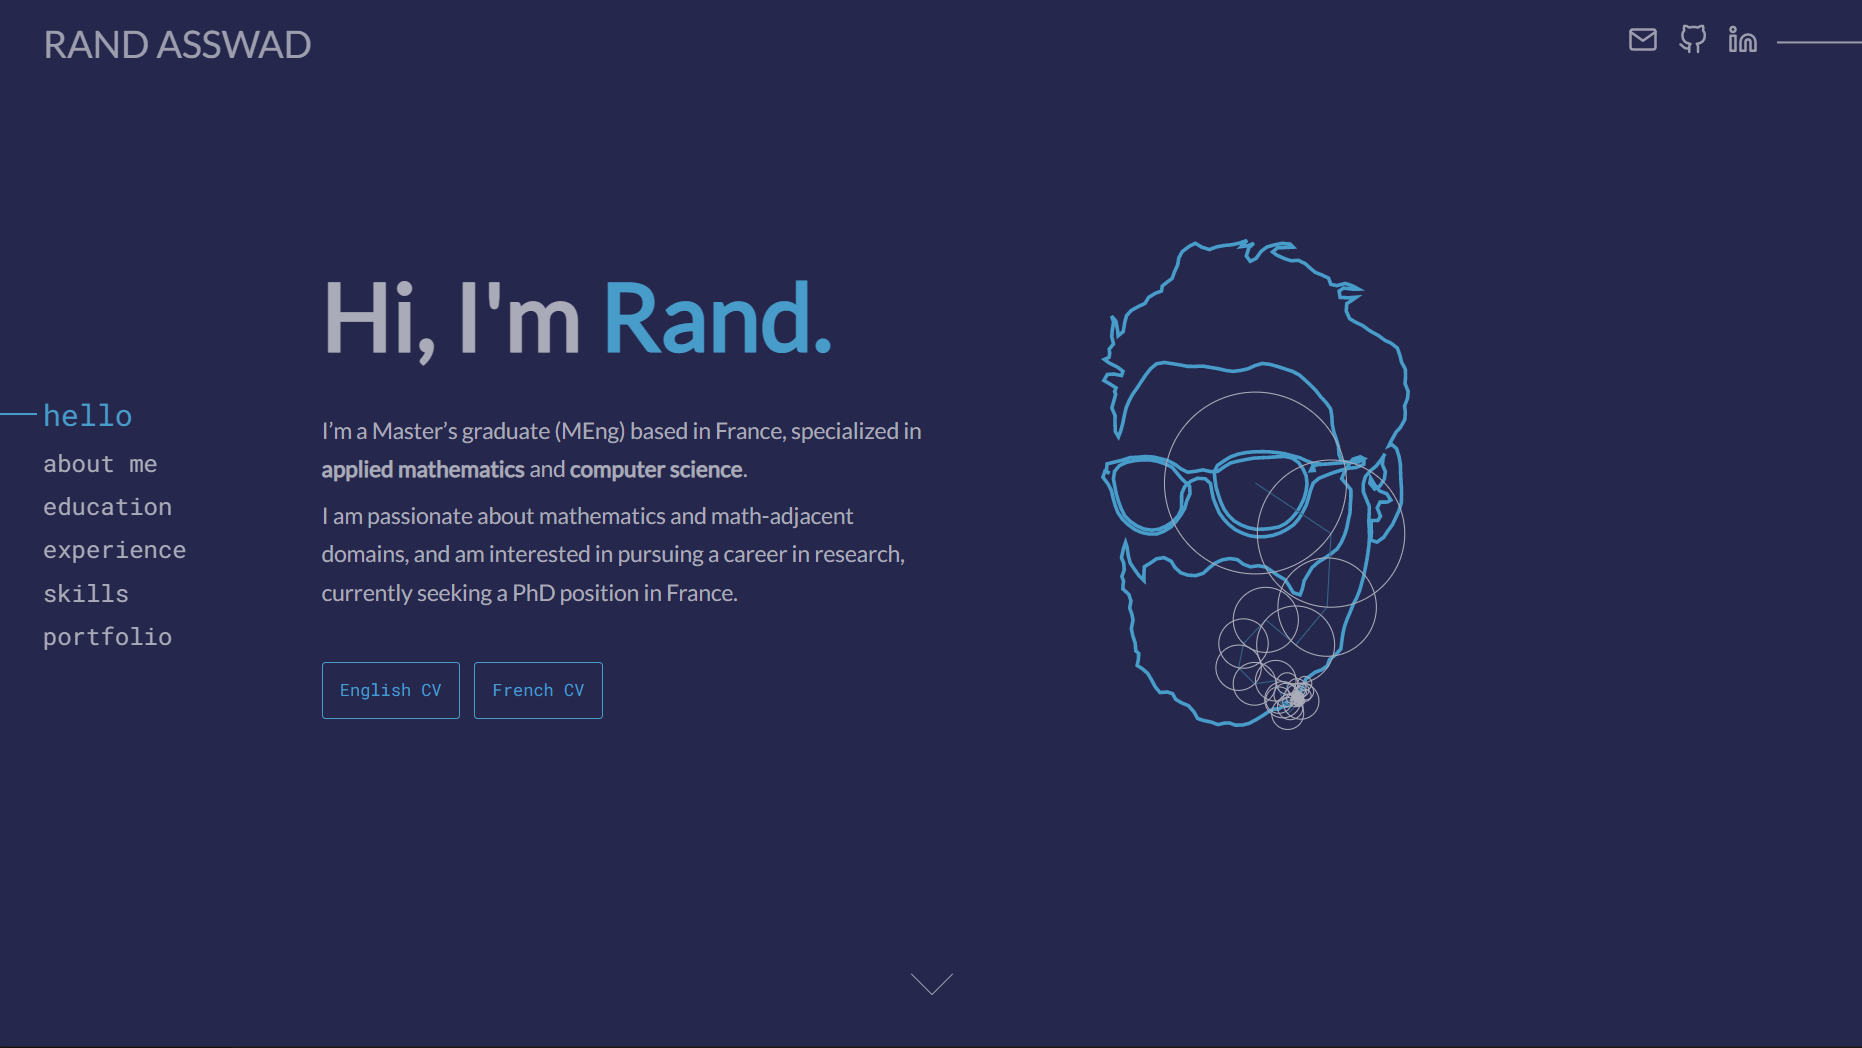 RAND ASSWAD
Hi, I'm Rand.
hello
about me
education
experience
skills
portfolio
I’m a Master’s graduate (MEng) based in France, specialized in
applied mathematics and computer science.
I am passionate about mathematics and math-adjacent
domains, and am interested in pursuing a career in research,
currently seeking a PhD position in France.
English CV
French CV